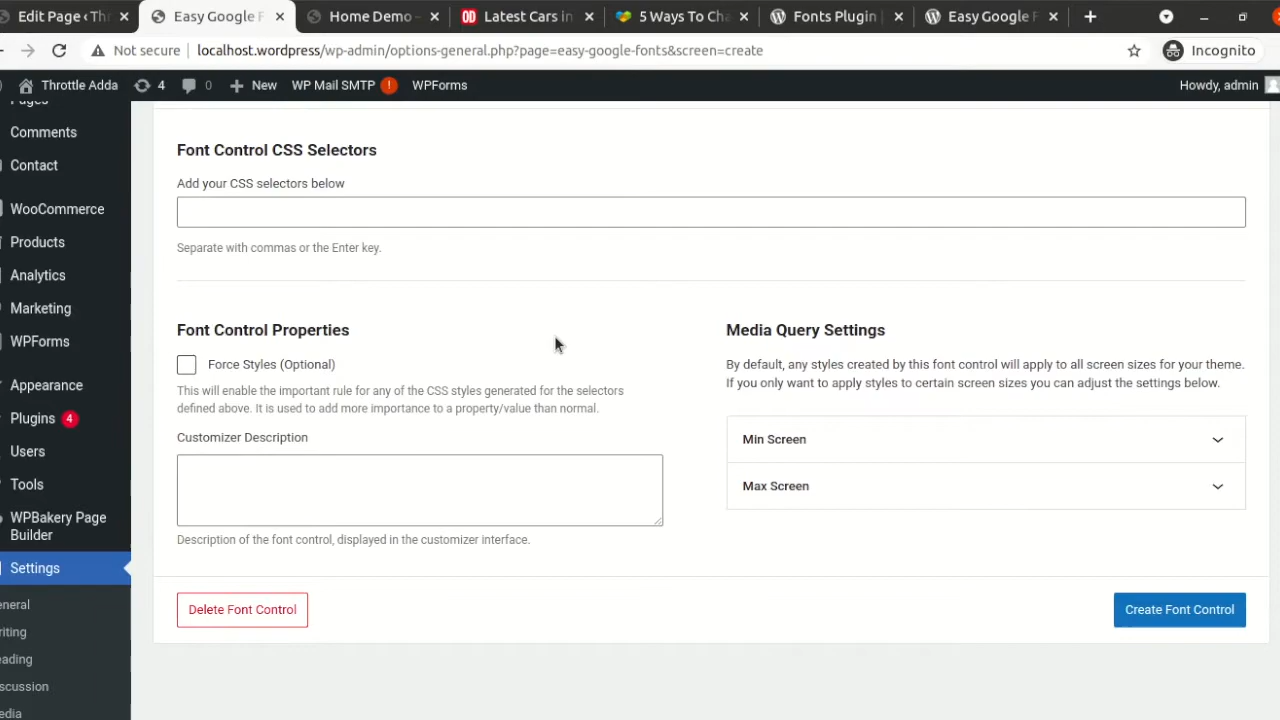 Edit Page ‹ Th
Easy Google F
Home Demo
OD Latest Cars in
5 Ways To Ch
Fonts Plugin
Easy Google F
Not secure
localhost.wordpress/wp-admin/options-general.php?page=easy-google-fonts&screen=create
Incognito
Throttle Adda
4
0
New
WP Mail SMTP !
WPForms
Howdy, admin
Pages
Comments
Contact
WooCommerce
Products
Analytics
Marketing
WPForms
Appearance
Plugins 4
Users
Tools
WPBakery Page
Builder
Settings
eneral
riting
eading
scussion
edia
Font Control CSS Selectors
Add your CSS selectors below
Separate with commas or the Enter key.
Font Control Properties
Force Styles (Optional)
This will enable the important rule for any of the CSS styles generated for the selectors
defined above. It is used to add more importance to a property/value than normal.
Customizer Description
Description of the font control, displayed in the customizer interface.
Media Query Settings
By default, any styles created by this font control will apply to all screen sizes for your theme.
If you only want to apply styles to certain screen sizes you can adjust the settings below.
Min Screen
Max Screen
Delete Font Control
Create Font Control